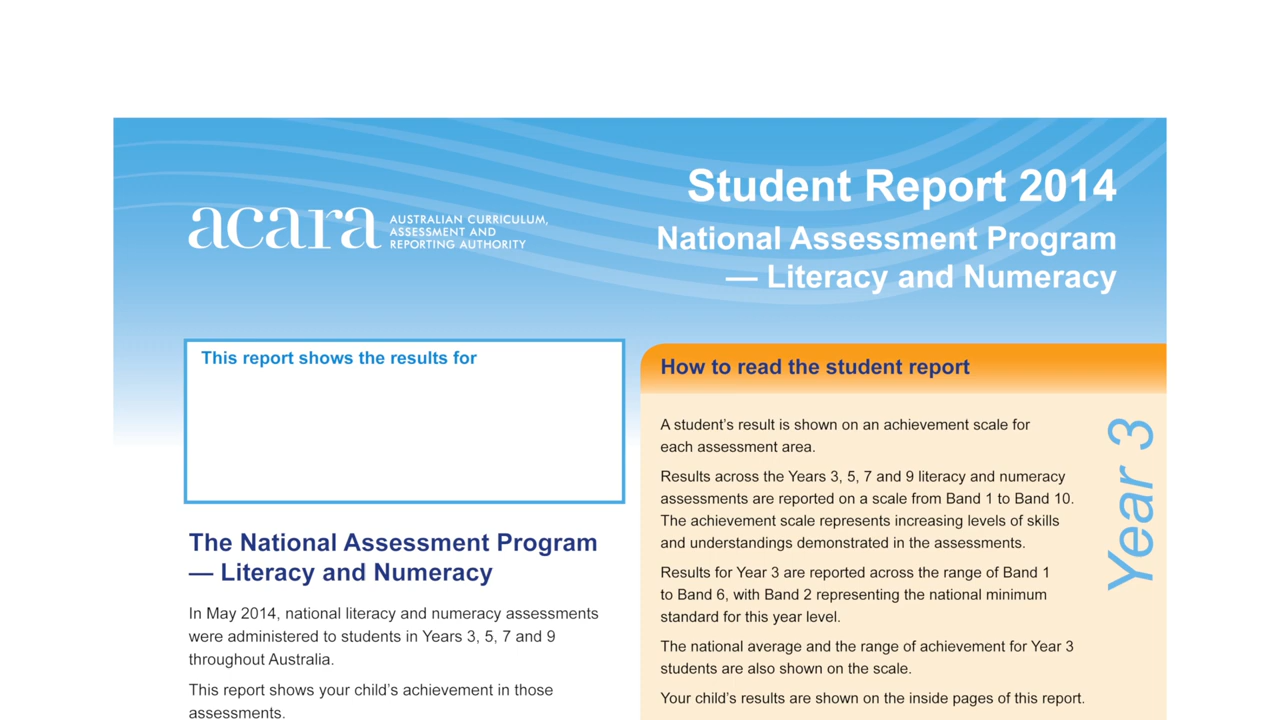 acara
AUSTRALIAN CURRICULUM,
ASSESSMENT AND
REPORTING AUTHORITY
Student Report 2014
National Assessment Program
— Literacy and Numeracy
This report shows the results for
The National Assessment Program
— Literacy and Numeracy
In May 2014, national literacy and numeracy assessments
were administered to students in Years 3, 5, 7 and 9
throughout Australia.
This report shows your child’s achievement in those
assessments.
How to read the student report
A student’s result is shown on an achievement scale for
each assessment area.
Results across the Years 3, 5, 7 and 9 literacy and numeracy
assessments are reported on a scale from Band 1 to Band 10.
The achievement scale represents increasing levels of skills
and understandings demonstrated in the assessments.
Results for Year 3 are reported across the range of Band 1
to Band 6, with Band 2 representing the national minimum
standard for this year level.
The national average and the range of achievement for Year 3
students are also shown on the scale.
Your child’s results are shown on the inside pages of this report.
Year 3